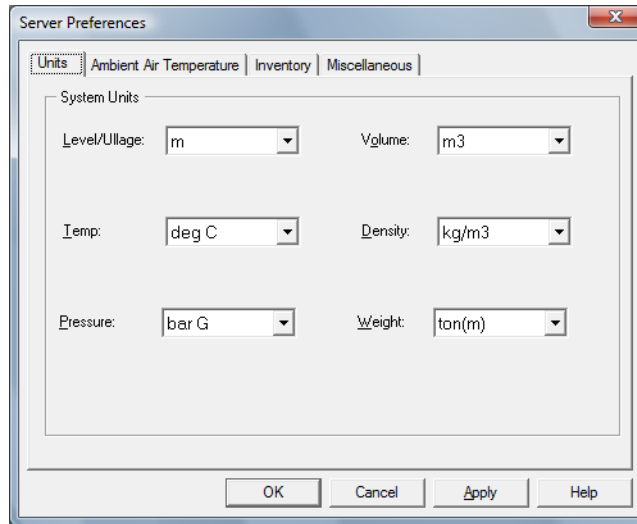 Server Preferences
Units Ambient Air Temperature Inventory Miscellaneous
System Units
Level/Ullage: m Volume: m3
Temp: deg C Density: kg/m3
Pressure: bar G Weight: ton(m)
OK Cancel Apply Help